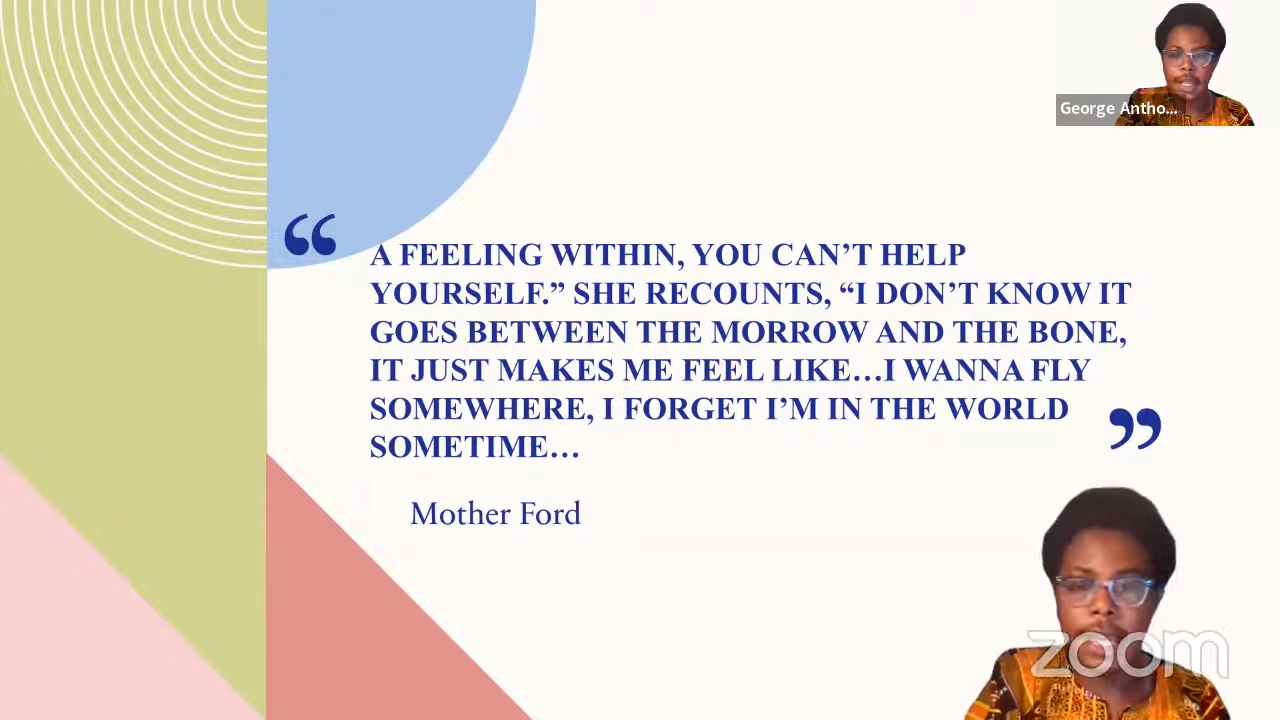 George Antho...
“
A FEELING WITHIN, YOU CAN’T HELP
YOURSELF.” SHE RECOUNTS, “I DON’T KNOW IT
GOES BETWEEN THE MORROW AND THE BONE,
IT JUST MAKES ME FEEL LIKE…I WANNA FLY
SOMEWHERE, I FORGET I’M IN THE WORLD
SOMETIME…
”
Mother Ford
zoom